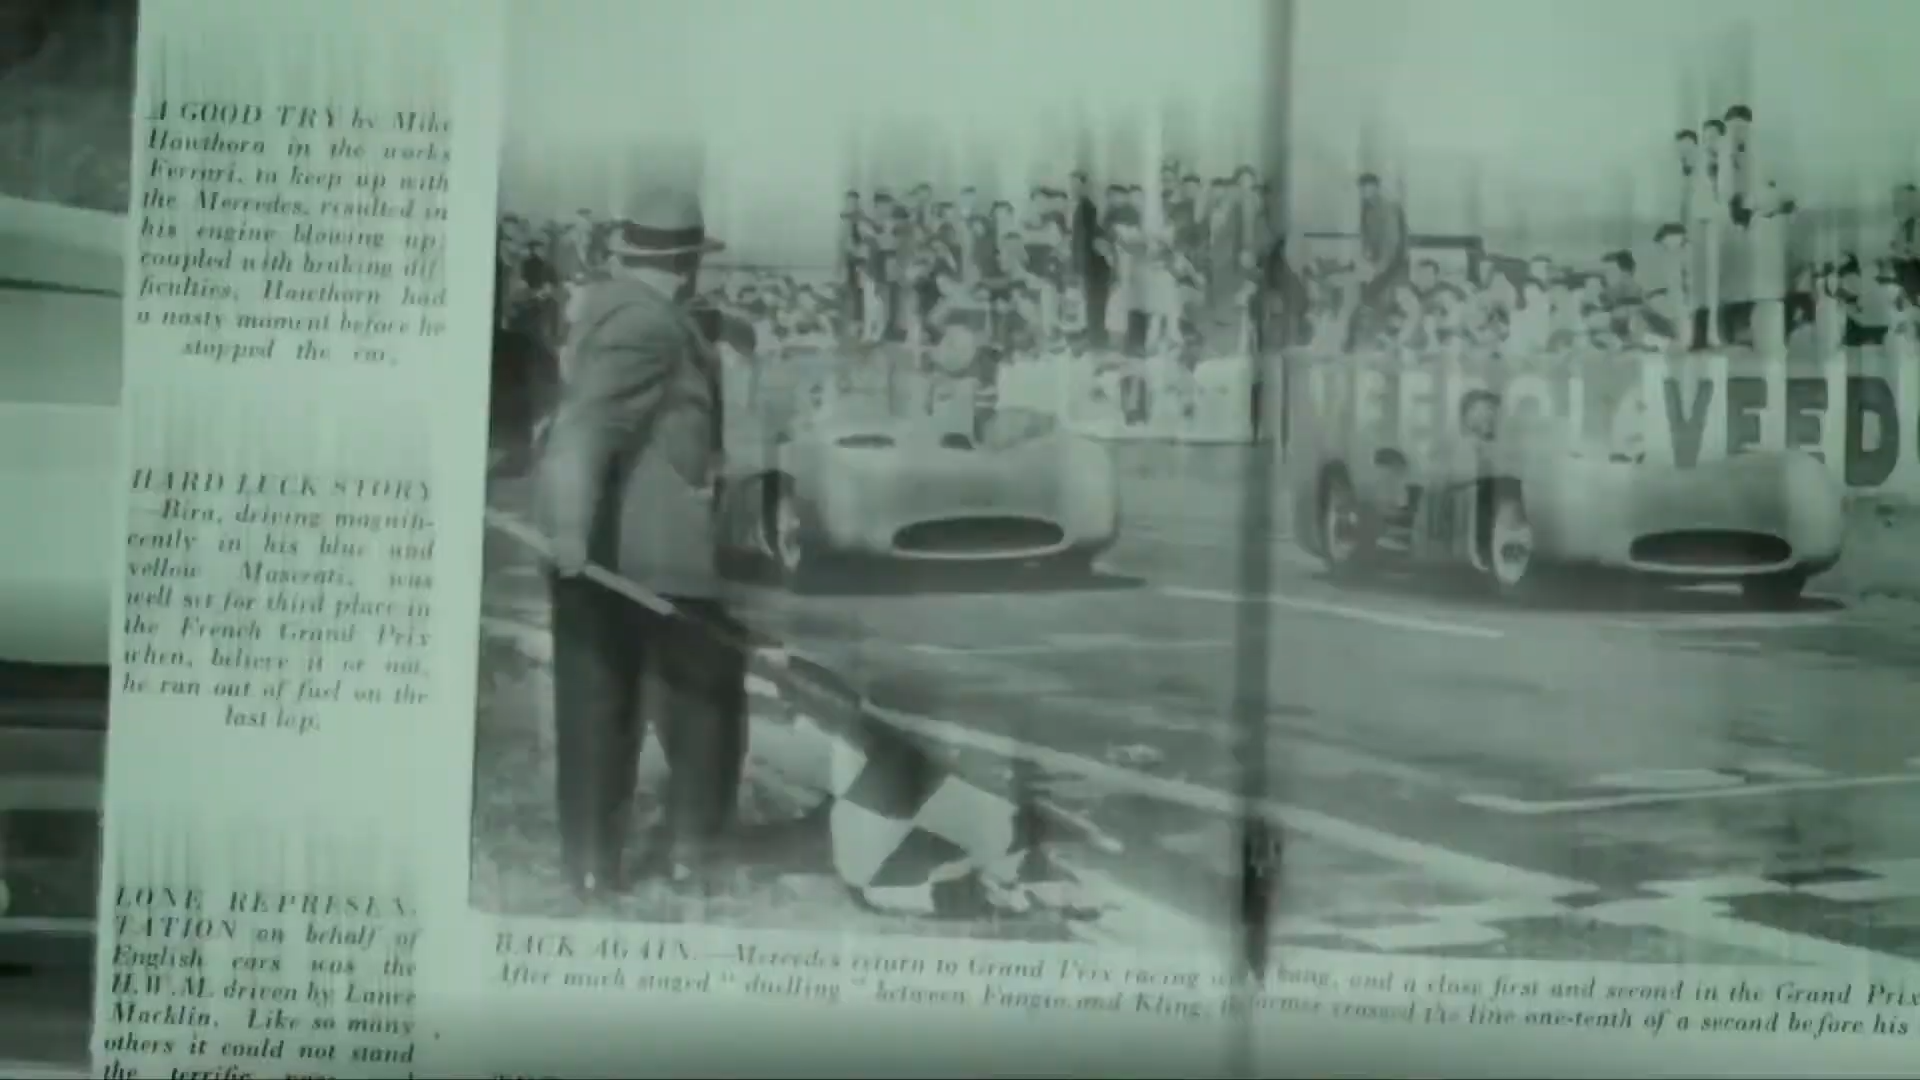 A GOOD TRY by Mike
Hawthorn in the works
Ferrari, to keep up with
the Mercedes, resulted in
his engine blowing up;
coupled with braking dif-
ficulties, Hawthorn had
a nasty moment before he
stopped the car.
HARD LUCK STORY
—Bira, driving magnifi-
cently in his blue and
yellow Maserati, was
well set for third place in
the French Grand Prix
when, believe it or not,
he ran out of fuel on the
last lap.
LONE REPRESEN-
TATION on behalf of
English cars was the
H.W.M. driven by Lance
Macklin. Like so many
others it could not stand
the terrific
VEED
BACK AGAIN.—Mercedes return to Grand Prix racing with bang, and a close first and second in the Grand Prix
After much staged "duelling" between Fangio and Kling, former crossed the line one-tenth of a second before his